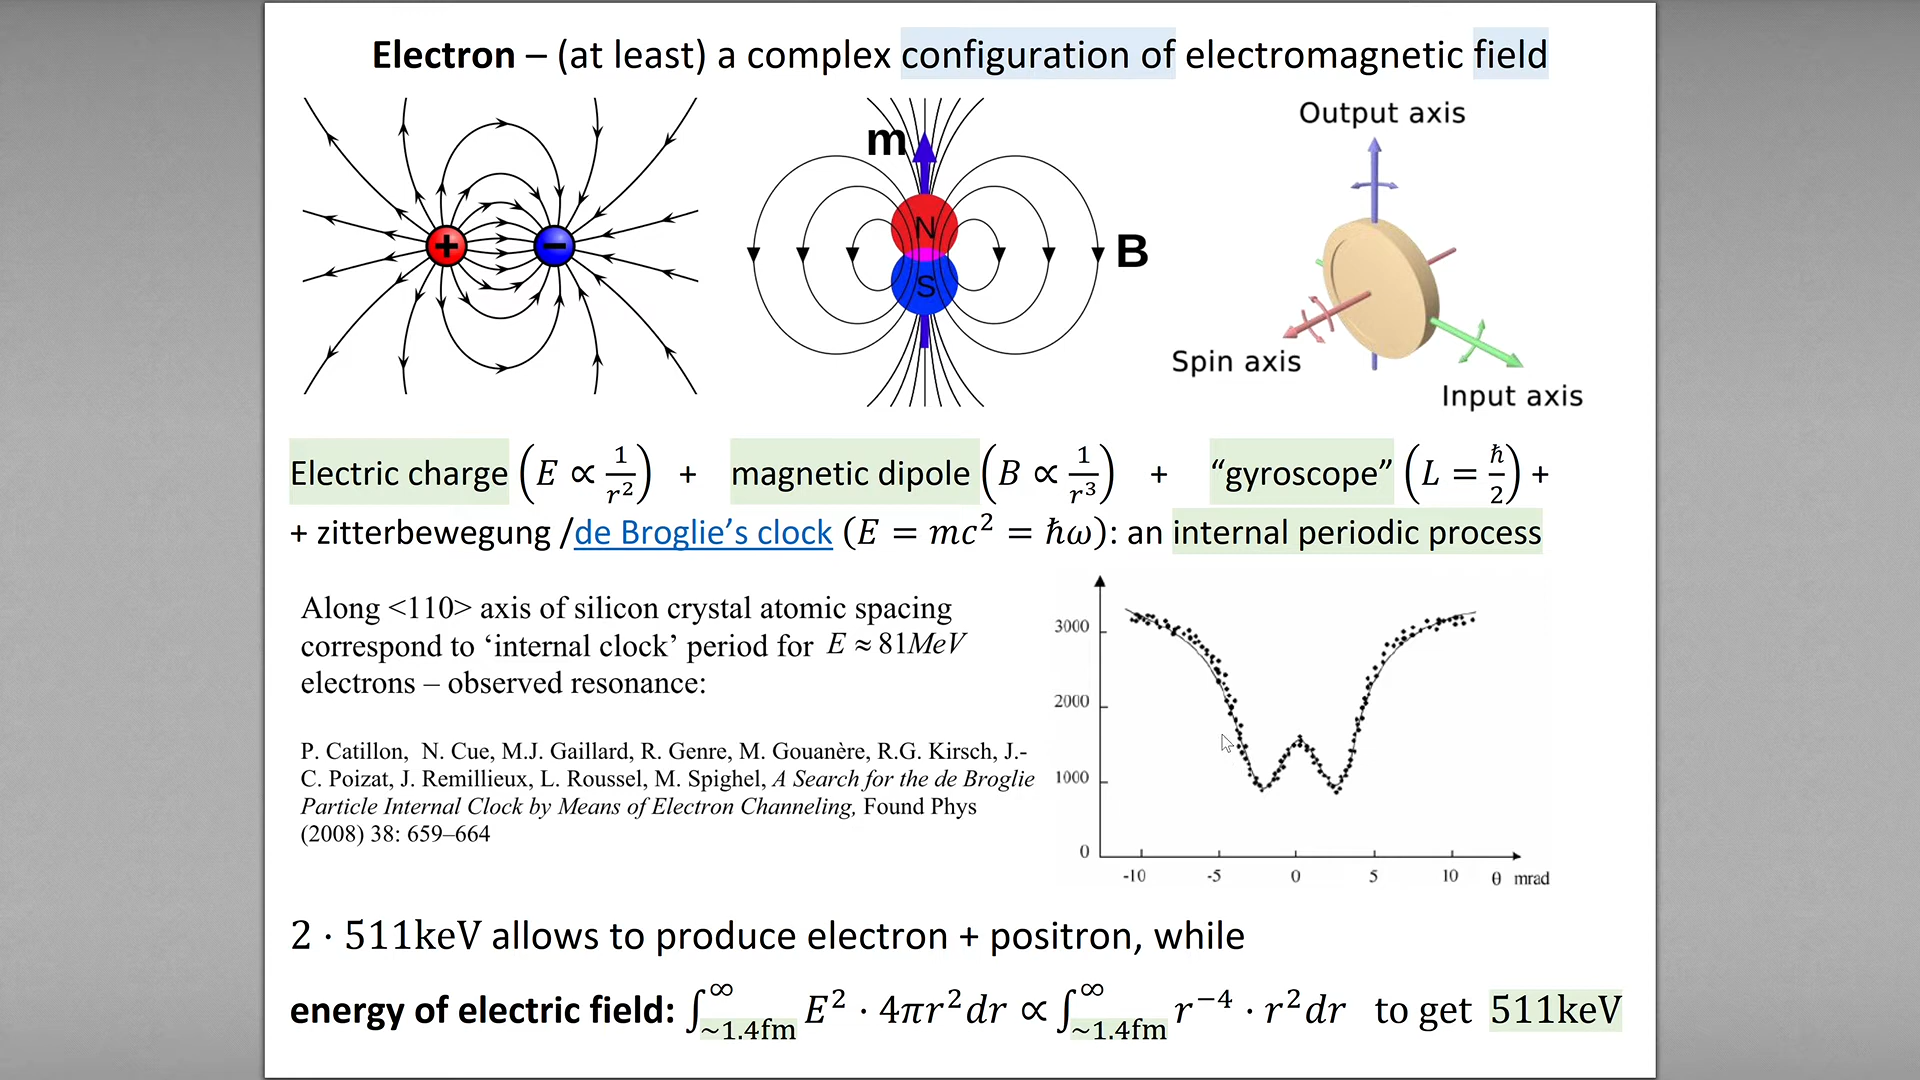 Electron – (at least) a complex configuration of electromagnetic field
+ −
m N S B
Output axis
Spin axis
Input axis
Electric charge (E ∝ 1/r²) + magnetic dipole (B ∝ 1/r³) + “gyroscope” (L = ℏ/2) +
+ zitterbewegung /de Broglie’s clock (E = mc² = ℏω): an internal periodic process
Along <110> axis of silicon crystal atomic spacing
correspond to ‘internal clock’ period for E ≈ 81MeV
electrons – observed resonance:
P. Catillon, N. Cue, M.J. Gaillard, R. Genre, M. Gouanère, R.G. Kirsch, J.-
C. Poizat, J. Remillieux, L. Roussel, M. Spighel, A Search for the de Broglie
Particle Internal Clock by Means of Electron Channeling, Found Phys
(2008) 38: 659–664
3000
2000
1000
0
-10 -5 0 5 10 θ mrad
2 · 511keV allows to produce electron + positron, while
energy of electric field: ∫_{~1.4fm}^∞ E² · 4πr²dr ∝ ∫_{~1.4fm}^∞ r⁻⁴ · r²dr to get 511keV